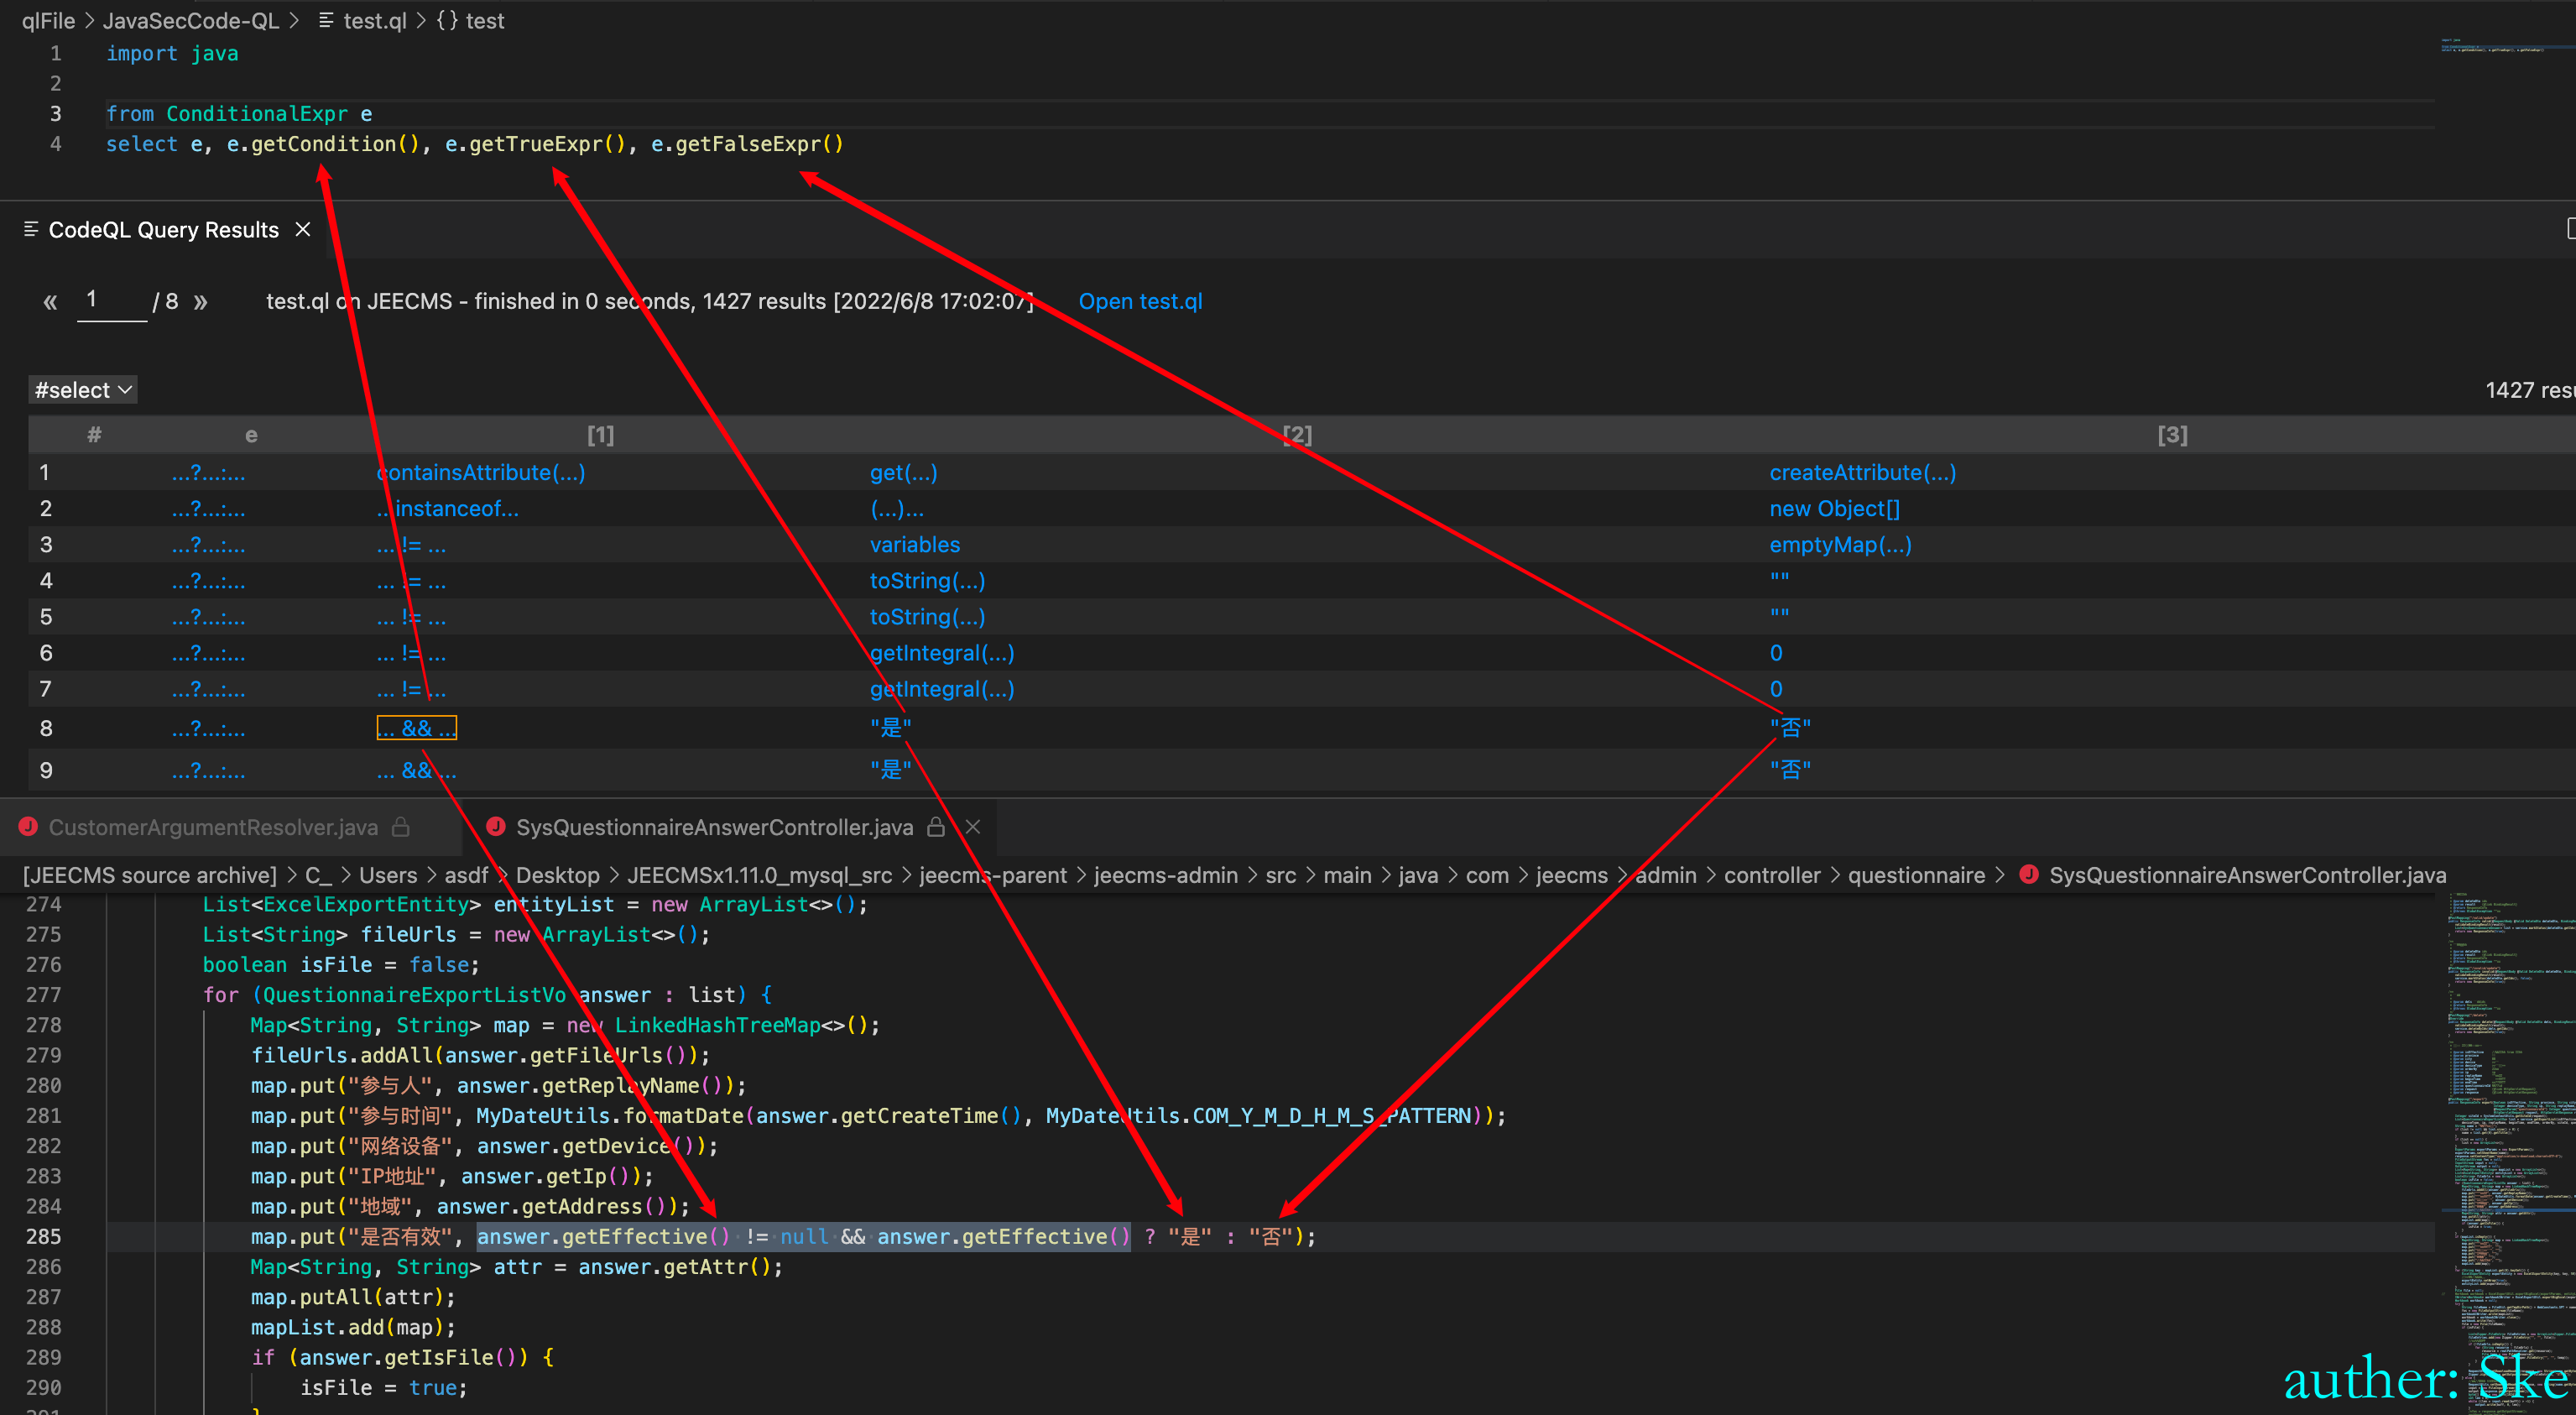 qlFile > JavaSecCode-QL > test.ql > {} test
1 import java
2
3 from ConditionalExpr e
4 select e, e.getCondition(), e.getTrueExpr(), e.getFalseExpr()
CodeQL Query Results ×
« 1 / 8 » test.ql on JEECMS - finished in 0 seconds, 1427 results [2022/6/8 17:02:07] Open test.ql
#select 1427 resu
# e [1] [2] [3]
1 ...?...:... containsAttribute(...) get(...) createAttribute(...)
2 ...?...:... ...instanceof... (...)... new Object[]
3 ...?...:... ... != ... variables emptyMap(...)
4 ...?...:... ... != ... toString(...) ""
5 ...?...:... ... != ... toString(...) ""
6 ...?...:... ... != ... getIntegral(...) 0
7 ...?...:... ... != ... getIntegral(...) 0
8 ...?...:... ... && ... "是" "否"
9 ...?...:... ... && ... "是" "否"
J CustomerArgumentResolver.java J SysQuestionnaireAnswerController.java ×
[JEECMS source archive] > C_ > Users > asdf > Desktop > JEECMSx1.11.0_mysql_src > jeecms-parent > jeecms-admin > src > main > java > com > jeecms > admin > controller > questionnaire > J SysQuestionnaireAnswerController.java
274 List<ExcelExportEntity> entityList = new ArrayList<>();
275 List<String> fileUrls = new ArrayList<>();
276 boolean isFile = false;
277 for (QuestionnaireExportListVo answer : list) {
278 Map<String, String> map = new LinkedHashTreeMap<>();
279 fileUrls.addAll(answer.getFileUrls());
280 map.put("参与人", answer.getReplayName());
281 map.put("参与时间", MyDateUtils.formatDate(answer.getCreateTime(), MyDateUtils.COM_Y_M_D_H_M_S_PATTERN));
282 map.put("网络设备", answer.getDevice());
283 map.put("IP地址", answer.getIp());
284 map.put("地域", answer.getAddress());
285 map.put("是否有效", answer.getEffective() != null && answer.getEffective() ? "是" : "否");
286 Map<String, String> attr = answer.getAttr();
287 map.putAll(attr);
288 mapList.add(map);
289 if (answer.getIsFile()) {
290 isFile = true;
291 }
auther: Ske